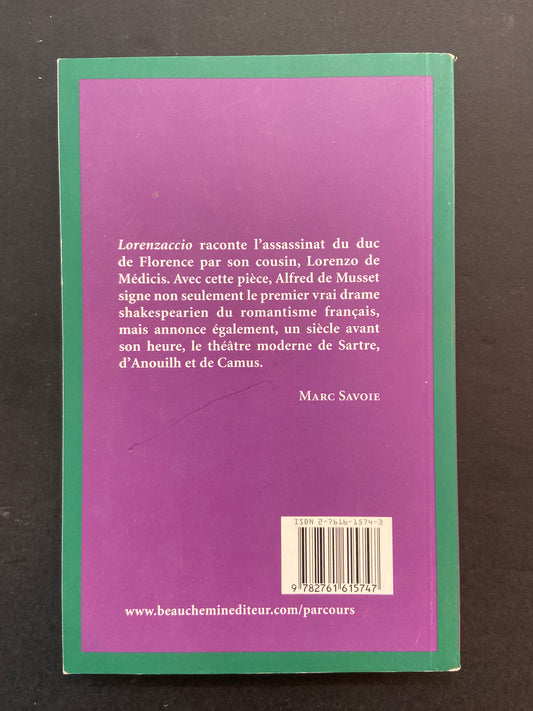 Lorenzaccio raconte l'assassinat du duc
de Florence par son cousin, Lorenzo de
Médicis. Avec cette pièce, Alfred de Musset
signe non seulement le premier vrai drame
shakespearien du romantisme français,
mais annonce également, un siècle avant
son heure, le théâtre moderne de Sartre,
d'Anouilh et de Camus.
MARC SAVOIE
ISBN 2-7616-1574-3
9 782761 615747
www.beaucheminediteur.com/parcours